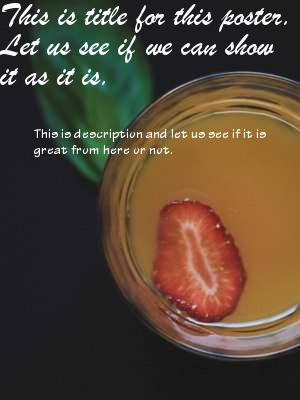 This is title for this poster.
Let us see if we can show
it as it is.
This is description and let us see if it is
great from here or not.